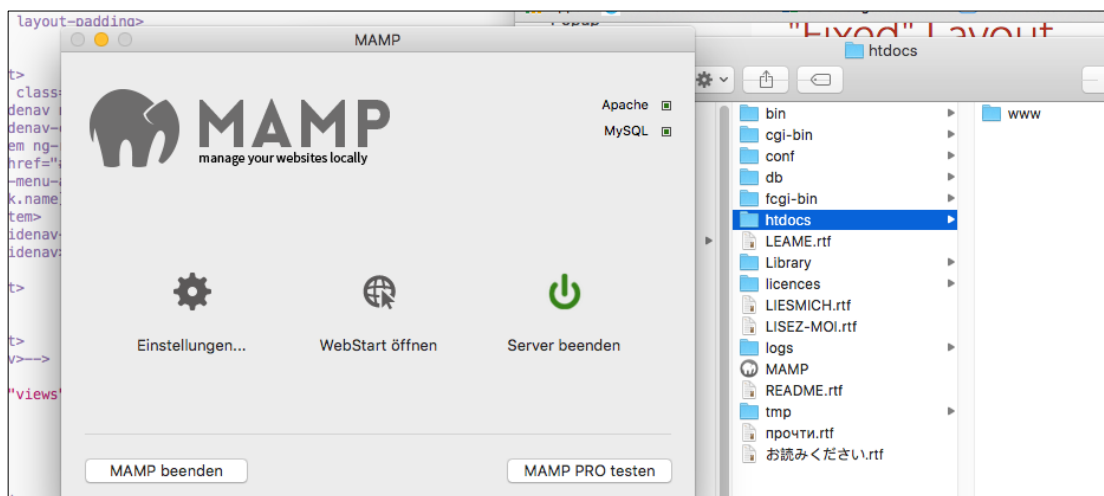 layout-padding>
t>
class=
denav
denav-
em ng-
href="
-menu-
k.name
tem>
idenav
idenav>
t>
t>
v>-->
"views"
MAMP
MAMP
manage your websites locally
Apache
MySQL
Einstellungen...
WebStart öffnen
Server beenden
MAMP beenden
MAMP PRO testen
"Fixed" Layout
htdocs
bin
cgi-bin
conf
db
fcgi-bin
htdocs
LEAME.rtf
Library
licences
LIESMICH.rtf
LISEZ-MOI.rtf
logs
MAMP
README.rtf
tmp
прочти.rtf
お読みください.rtf
www